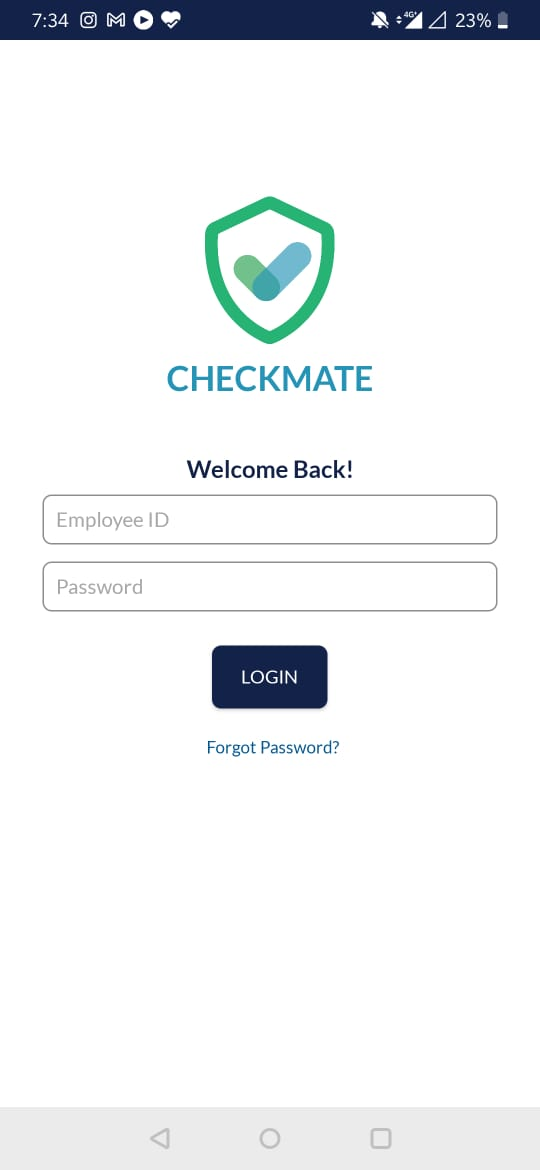 7:34 4G+ 23%
CHECKMATE
Welcome Back!
Employee ID
Password
LOGIN
Forgot Password?